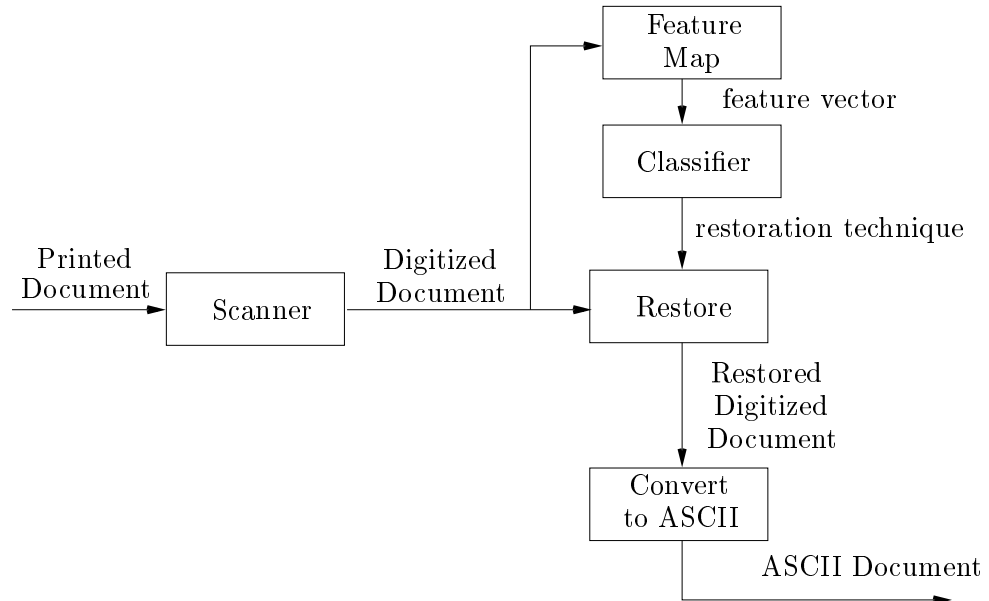 Feature
Map
feature vector
Classifier
restoration technique
Printed
Document
Scanner
Digitized
Document
Restore
Restored
Digitized
Document
Convert
to ASCII
ASCII Document